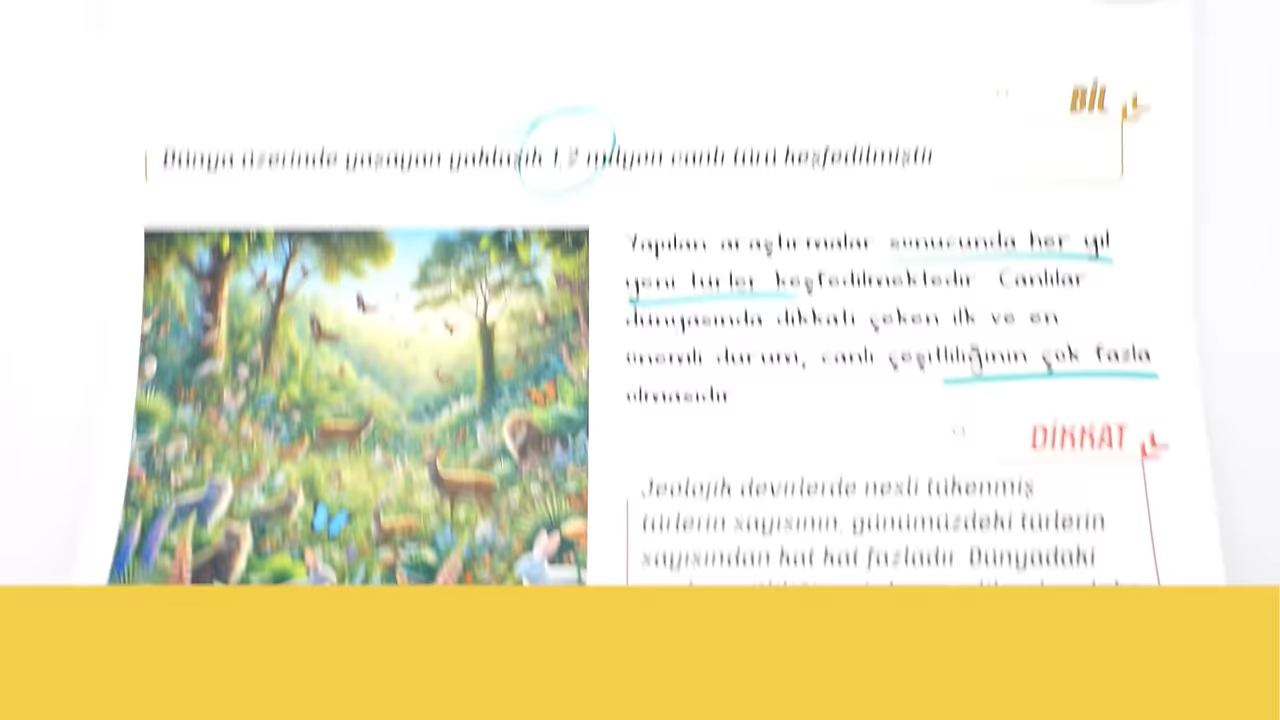 BİL
Dünya üzerinde yaşayan yaklaşık 1,2 milyon canlı türü keşfedilmiştir.
Yapılan araştırmalar sonucunda her yıl
yeni türler keşfedilmektedir. Canlılar
dünyasında dikkati çeken ilk ve en
önemli durum, canlı çeşitliliğinin çok fazla
olmasıdır.
DİKKAT
Jeolojik devirlerde nesli tükenmiş
türlerin sayısının, günümüzdeki türlerin
sayısından kat kat fazladır. Dünyadaki